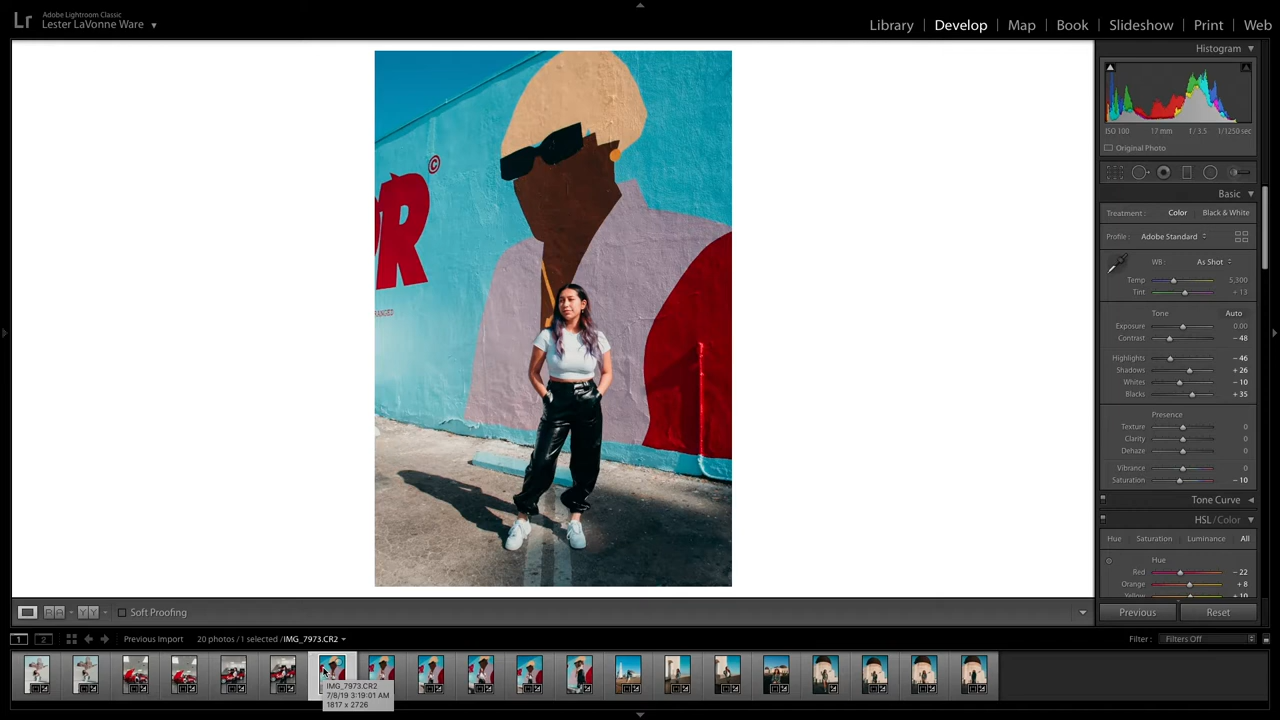 Lr
Adobe Lightroom Classic
Lester LaVonne Ware
Library | Develop | Map | Book | Slideshow | Print | Web
Histogram
ISO 100 17 mm f / 3.5 1/1250 sec
Original Photo
Basic
Treatment : Color Black & White
Profile : Adobe Standard
WB : As Shot
Temp 5,300
Tint + 13
Tone Auto
Exposure 0.00
Contrast – 48
Highlights – 46
Shadows + 26
Whites – 10
Blacks + 35
Presence
Texture 0
Clarity 0
Dehaze 0
Vibrance 0
Saturation – 10
Tone Curve
HSL / Color
Hue Saturation Luminance All
Hue
Red – 22
Orange + 8
Yellow + 10
©
R
RANGED
R A Y Y Soft Proofing
Previous Reset
1 2 Previous Import 20 photos / 1 selected / IMG_7973.CR2
Filter : Filters Off
IMG_7973.CR2
7/8/19 3:19:01 AM
1817 x 2726